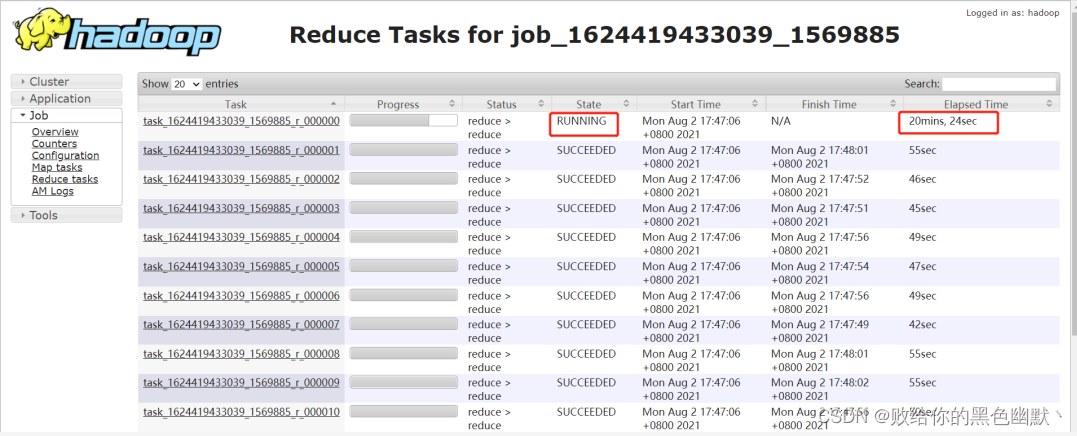 Logged in as: hadoop
hadoop
Reduce Tasks for job_1624419433039_1569885
Cluster
Application
Job
Overview
Counters
Configuration
Map tasks
Reduce tasks
AM Logs
Tools
Show 20 entries
Search:
Task Progress Status State Start Time Finish Time Elapsed Time
task_1624419433039_1569885_r_000000 reduce > RUNNING Mon Aug 2 17:47:06 N/A 20mins, 24sec
reduce +0800 2021
task_1624419433039_1569885_r_000001 reduce > SUCCEEDED Mon Aug 2 17:47:06 Mon Aug 2 17:48:01 55sec
reduce +0800 2021 +0800 2021
task_1624419433039_1569885_r_000002 reduce > SUCCEEDED Mon Aug 2 17:47:06 Mon Aug 2 17:47:52 46sec
reduce +0800 2021 +0800 2021
task_1624419433039_1569885_r_000003 reduce > SUCCEEDED Mon Aug 2 17:47:06 Mon Aug 2 17:47:51 45sec
reduce +0800 2021 +0800 2021
task_1624419433039_1569885_r_000004 reduce > SUCCEEDED Mon Aug 2 17:47:06 Mon Aug 2 17:47:56 49sec
reduce +0800 2021 +0800 2021
task_1624419433039_1569885_r_000005 reduce > SUCCEEDED Mon Aug 2 17:47:06 Mon Aug 2 17:47:54 47sec
reduce +0800 2021 +0800 2021
task_1624419433039_1569885_r_000006 reduce > SUCCEEDED Mon Aug 2 17:47:06 Mon Aug 2 17:47:56 49sec
reduce +0800 2021 +0800 2021
task_1624419433039_1569885_r_000007 reduce > SUCCEEDED Mon Aug 2 17:47:06 Mon Aug 2 17:47:49 42sec
reduce +0800 2021 +0800 2021
task_1624419433039_1569885_r_000008 reduce > SUCCEEDED Mon Aug 2 17:47:06 Mon Aug 2 17:48:01 55sec
reduce +0800 2021 +0800 2021
task_1624419433039_1569885_r_000009 reduce > SUCCEEDED Mon Aug 2 17:47:06 Mon Aug 2 17:48:02 55sec
reduce +0800 2021 +0800 2021
task_1624419433039_1569885_r_000010 reduce > SUCCEEDED Mon Aug 2 17:47:06 Mon Aug 2 17:47:56
reduce +0800 2021 +0800 2021
CSDN @败给你的黑色幽默丶